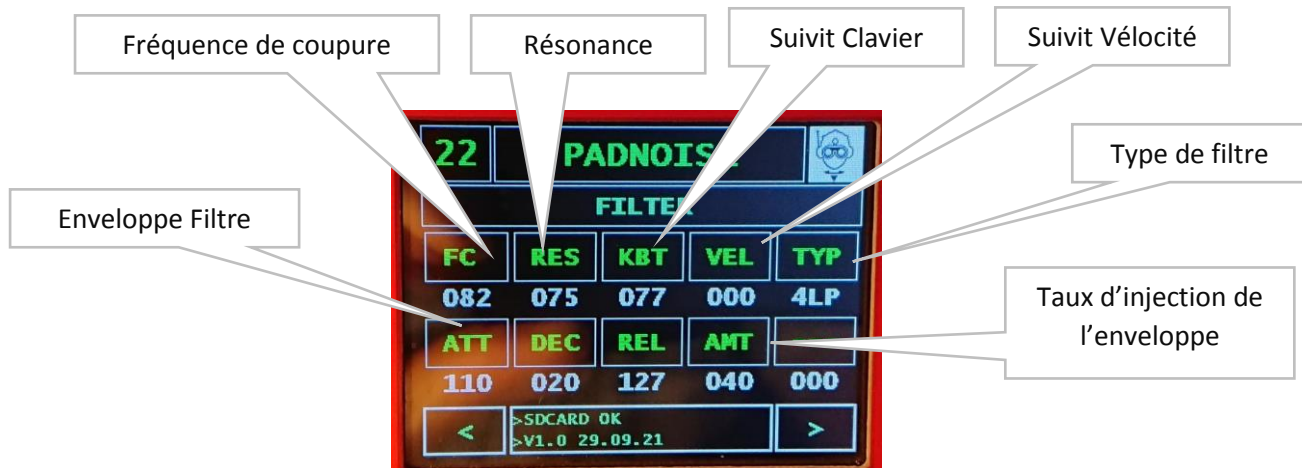 Fréquence de coupure
Résonance
Suivit Clavier
Suivit Vélocité
Type de filtre
Enveloppe Filtre
Taux d’injection de
l’enveloppe
22 PADNOISE
FILTER
FC RES KBT VEL TYP
082 075 077 000 4LP
ATT DEC REL AMT
110 020 127 040 000
< >SDCARD OK >
>V1.0 29.09.21